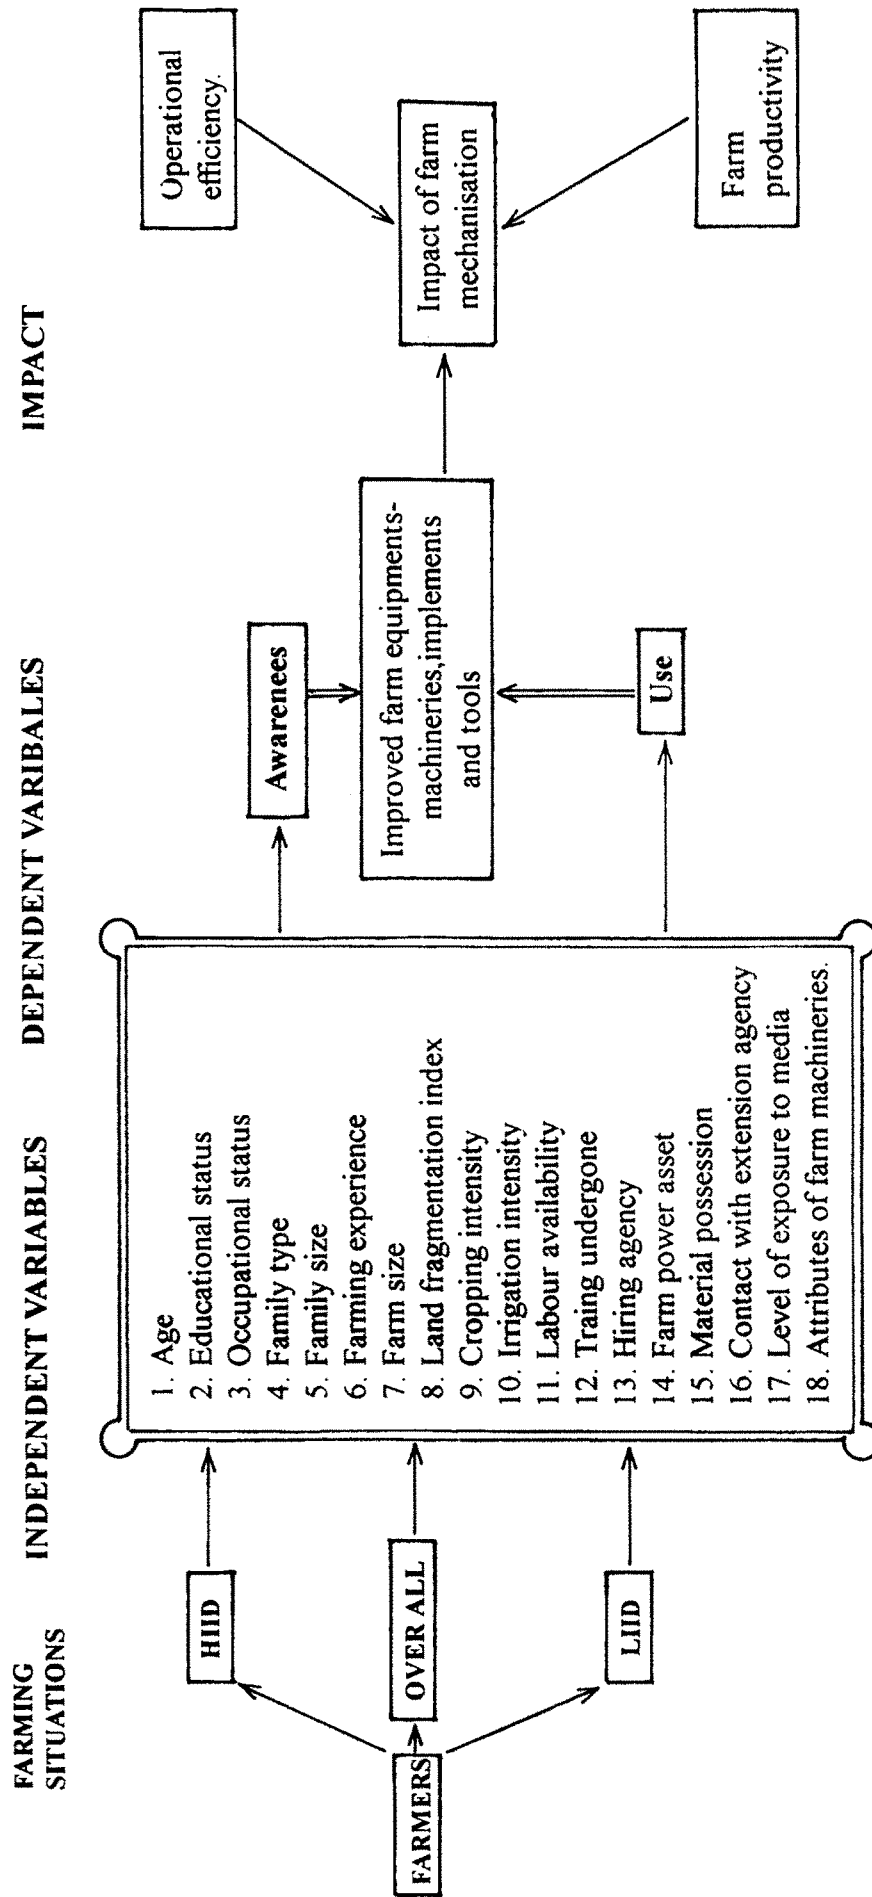 FARMING
SITUATIONS
INDEPENDENT VARIABLES
DEPENDENT VARIBALES
IMPACT
FARMERS
HIID
OVER ALL
LIID
1. Age
2. Educational status
3. Occupational status
4. Family type
5. Family size
6. Farming experience
7. Farm size
8. Land fragmentation index
9. Cropping intensity
10. Irrigation intensity
11. Labour availability
12. Traing undergone
13. Hiring agency
14. Farm power asset
15. Material possession
16. Contact with extension agency
17. Level of exposure to media
18. Attributes of farm machineries.
Awarenees
Improved farm equipments-
machineries,implements
and tools
Use
Operational
efficiency.
Impact of farm
mechanisation
Farm
productivity